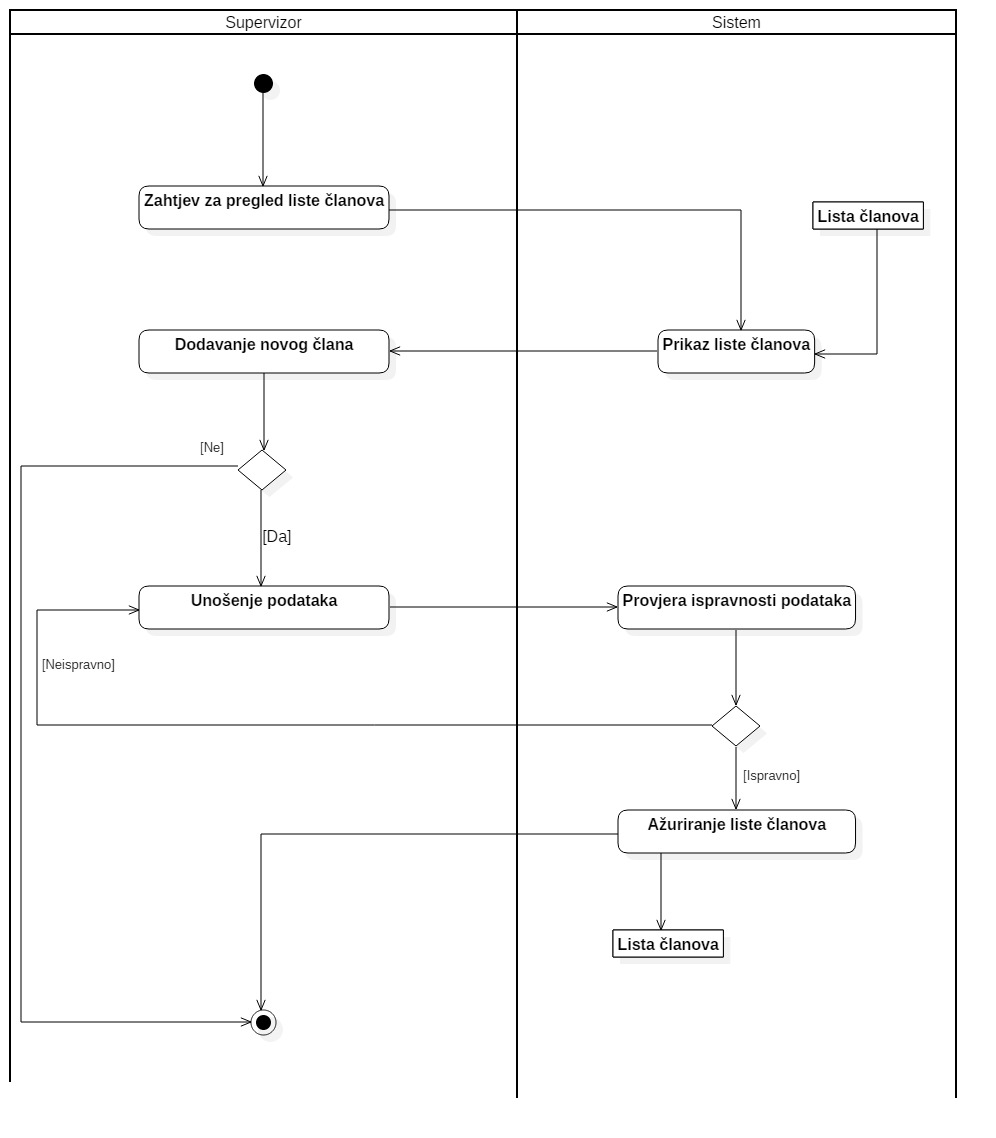 Supervizor
Sistem
Zahtjev za pregled liste članova
Lista članova
Dodavanje novog člana
Prikaz liste članova
[Ne]
[Da]
Unošenje podataka
Provjera ispravnosti podataka
[Neispravno]
[Ispravno]
Ažuriranje liste članova
Lista članova